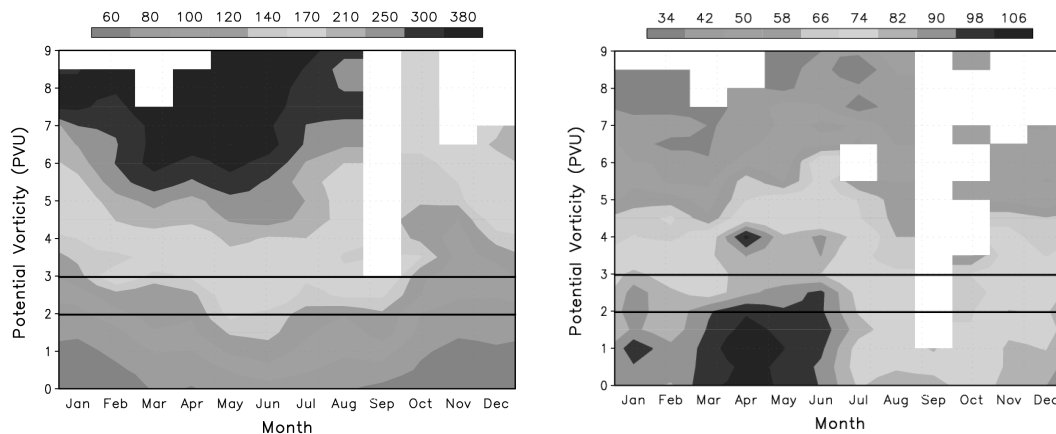 60 80 100 120 140 170 210 250 300 380
9
8
7
6
5
4
3
2
1
0
Potential Vorticity (PVU)
Jan Feb Mar Apr May Jun Jul Aug Sep Oct Nov Dec
Month
34 42 50 58 66 74 82 90 98 106
9
8
7
6
5
4
3
2
1
0
Potential Vorticity (PVU)
Jan Feb Mar Apr May Jun Jul Aug Sep Oct Nov Dec
Month